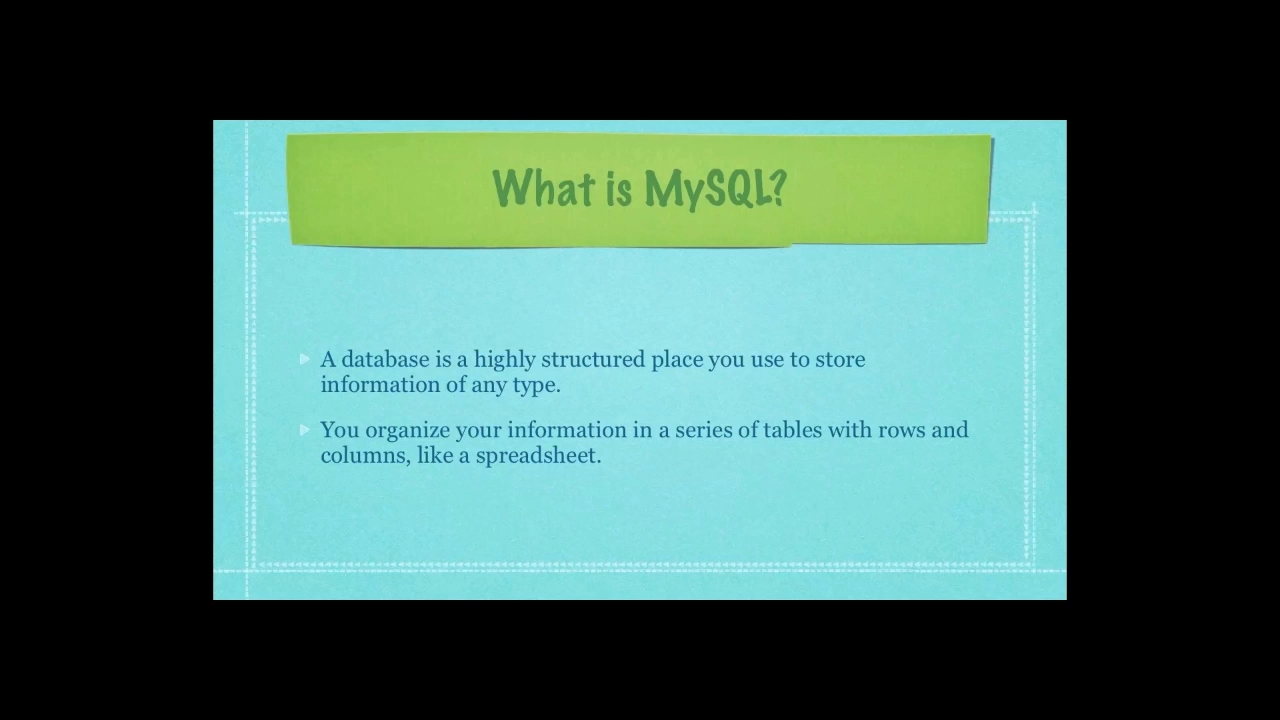 What is MySQL?
A database is a highly structured place you use to store
information of any type.
You organize your information in a series of tables with rows and
columns, like a spreadsheet.